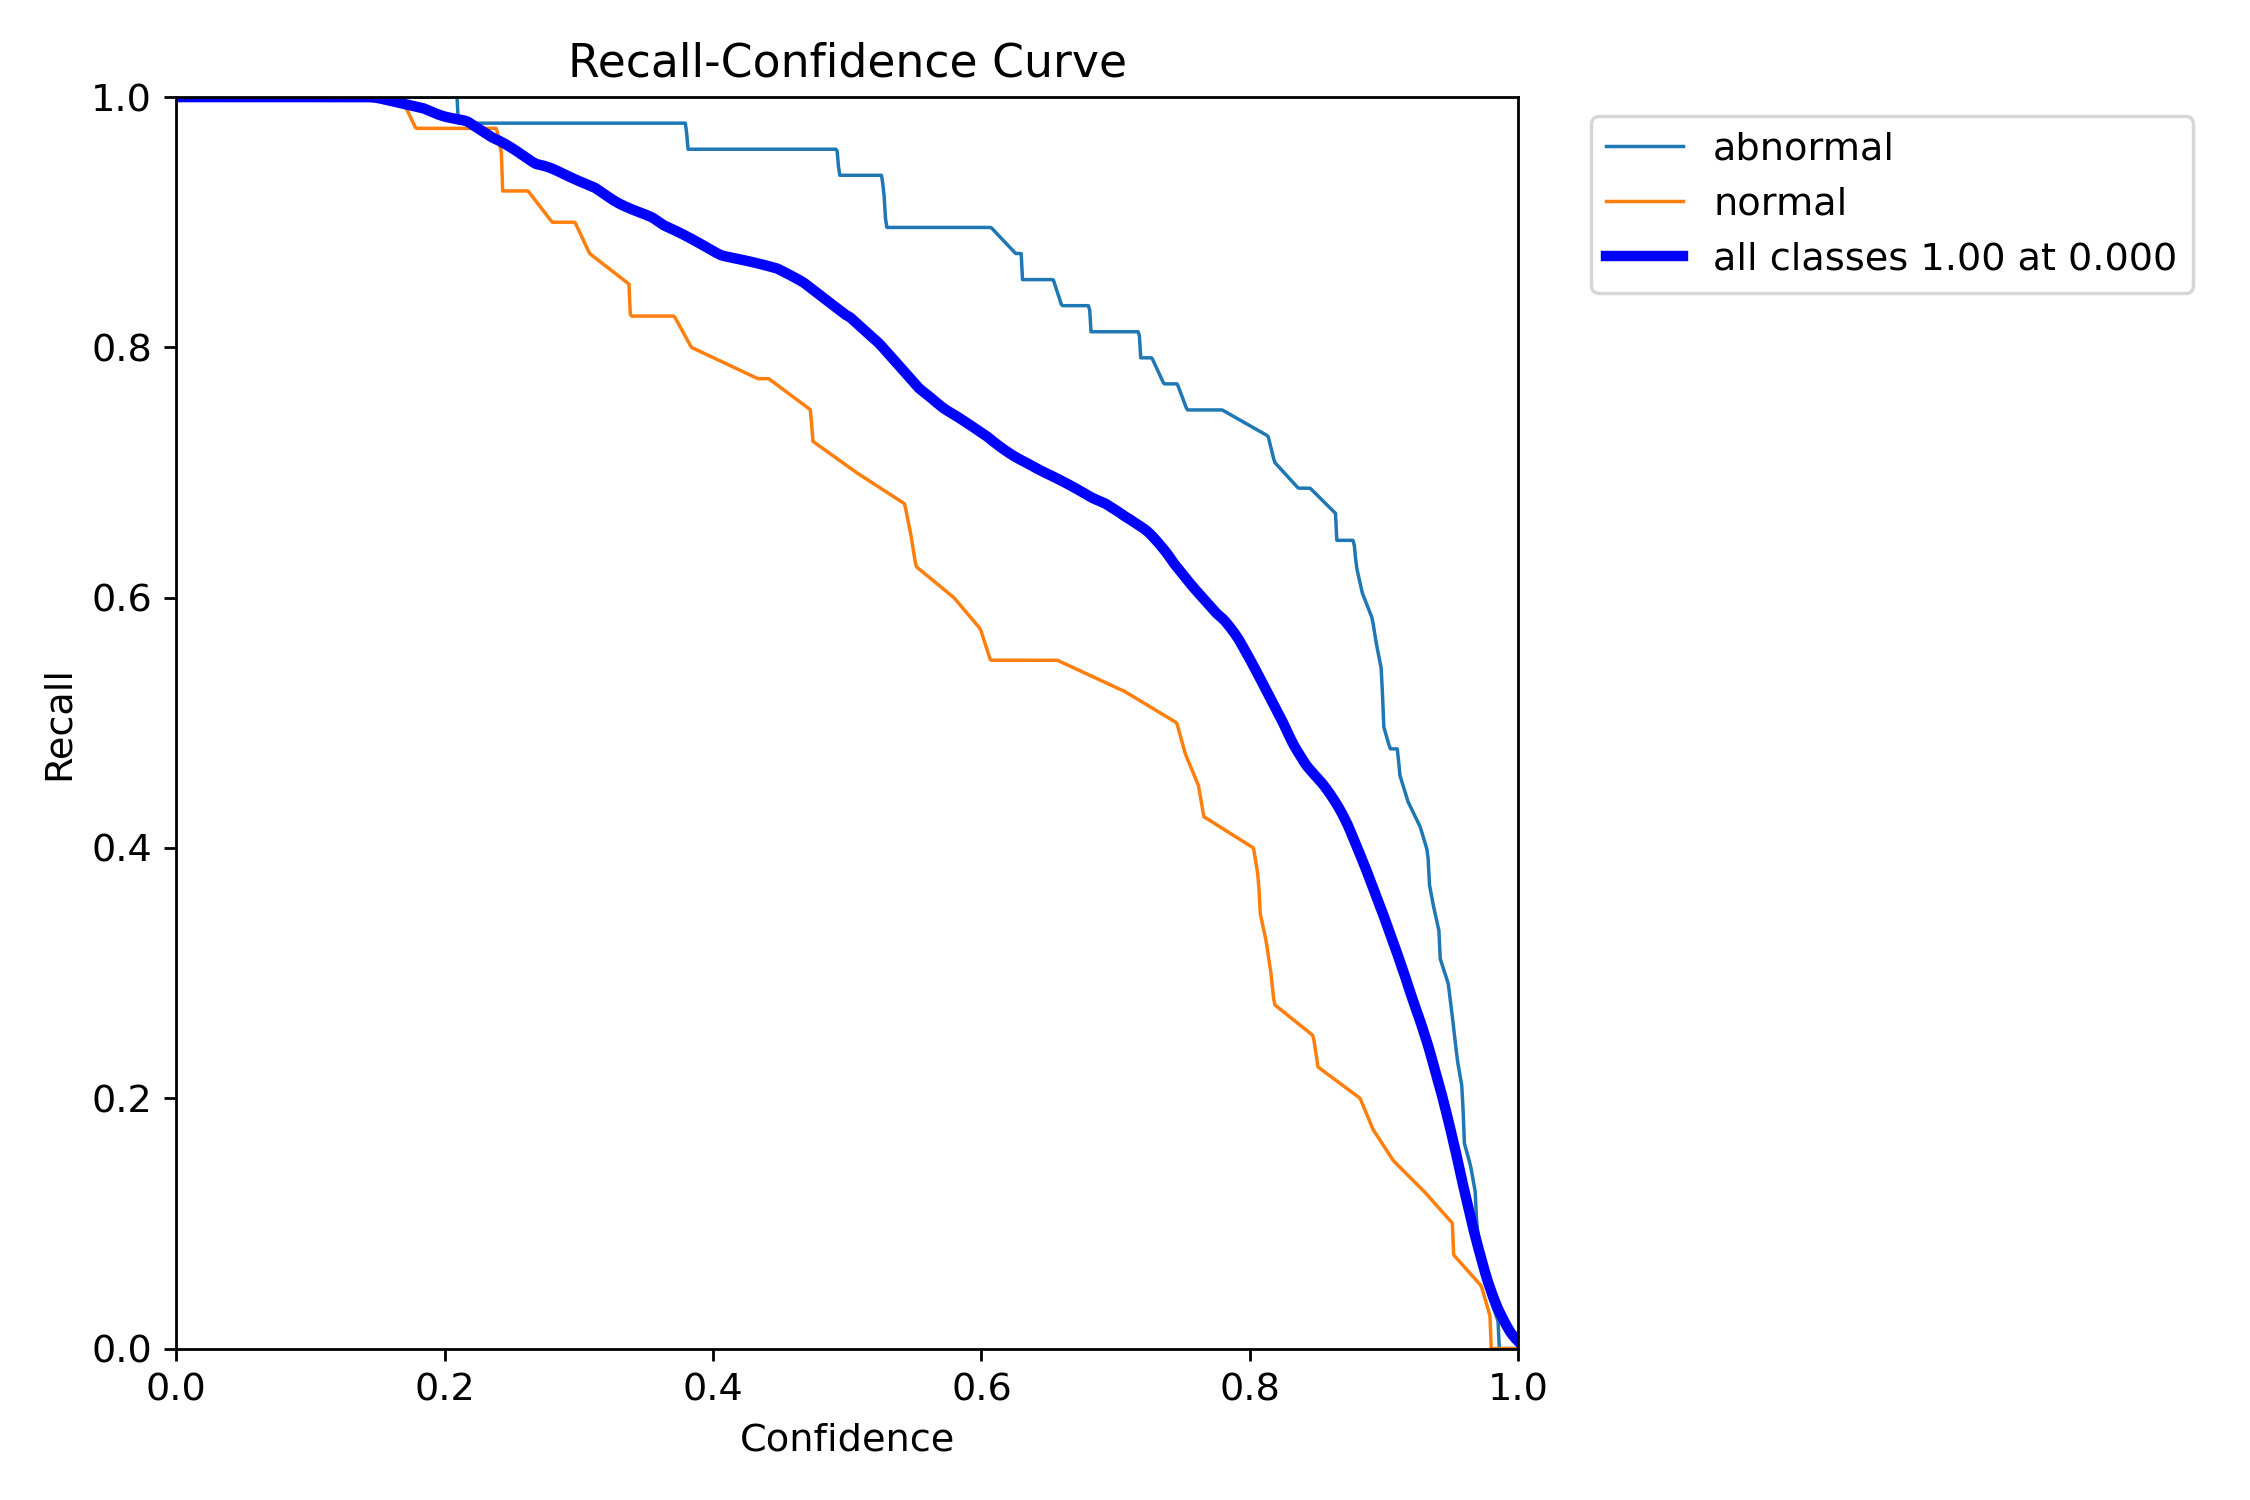 Recall-Confidence Curve
1.0
0.8
0.6
0.4
0.2
0.0
Recall
0.0 0.2 0.4 0.6 0.8 1.0
Confidence
abnormal
normal
all classes 1.00 at 0.000